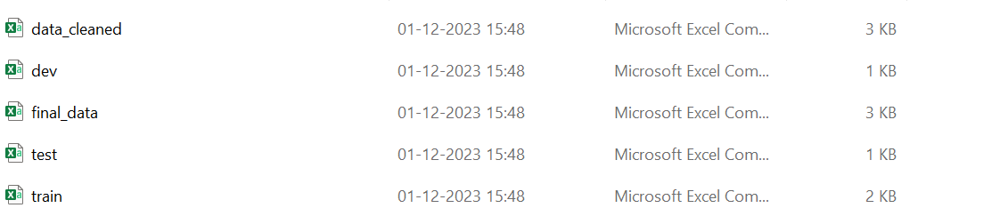 data_cleaned 01-12-2023 15:48 Microsoft Excel Com... 3 KB
dev 01-12-2023 15:48 Microsoft Excel Com... 1 KB
final_data 01-12-2023 15:48 Microsoft Excel Com... 3 KB
test 01-12-2023 15:48 Microsoft Excel Com... 1 KB
train 01-12-2023 15:48 Microsoft Excel Com... 2 KB